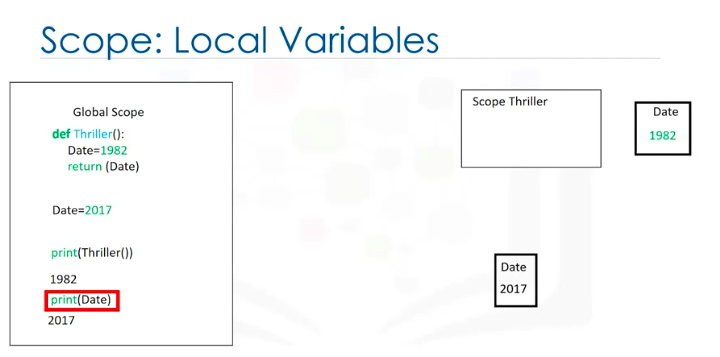 Scope: Local Variables
Global Scope
def Thriller():
Date=1982
return (Date)
Date=2017
print(Thriller())
1982
print(Date)
2017
Scope Thriller
Date
1982
Date
2017